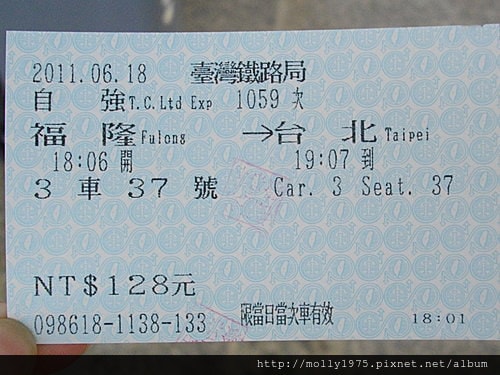 2011.06.18 臺灣鐵路局
自 強 T.C.Ltd Exp 1059 次
福 隆 Fulong →台 北 Taipei
18:06 開 19:07 到
3 車 37 號 Car. 3 Seat. 37
NT$128元
098618-1138-133 限當日當次車有效 18:01
http://molly1975.pixnet.net/album